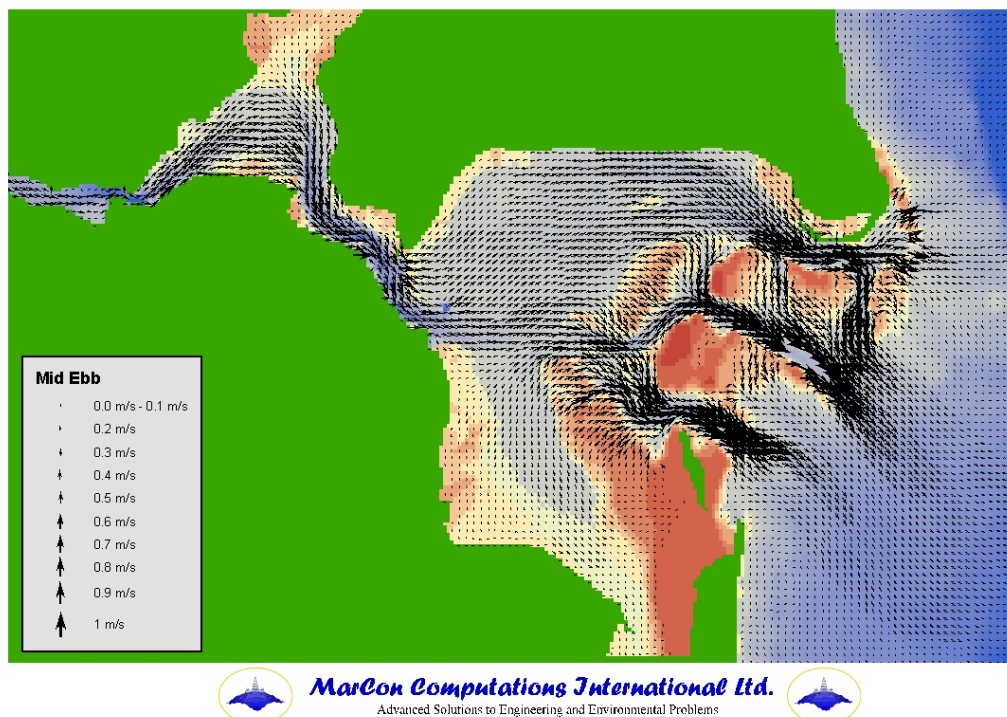 Mid Ebb
0.0 m/s - 0.1 m/s
0.2 m/s
0.3 m/s
0.4 m/s
0.5 m/s
0.6 m/s
0.7 m/s
0.8 m/s
0.9 m/s
1 m/s
MarCon Computations International Ltd.
Advanced Solutions to Engineering and Environmental Problems